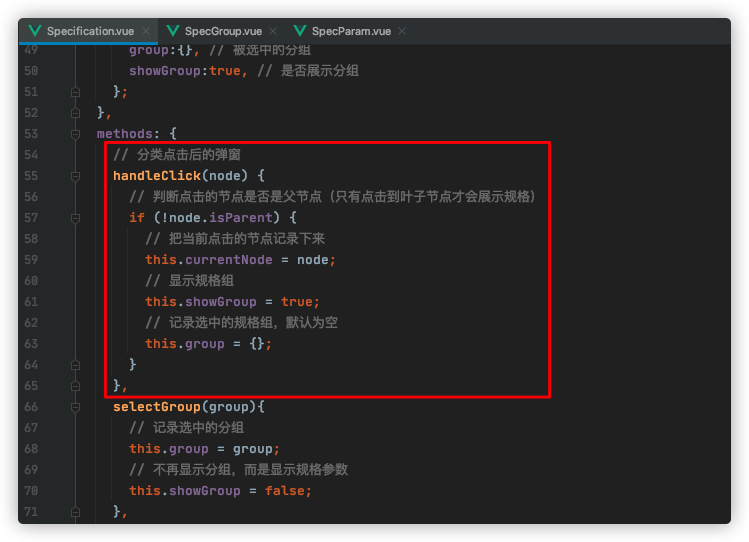 Specification.vue × SpecGroup.vue × SpecParam.vue ×
49 group:{}, // 被选中的分组
50 showGroup:true, // 是否展示分组
51 };
52 },
53 methods: {
54 // 分类点击后的弹窗
55 handleClick(node) {
56 // 判断点击的节点是否是父节点（只有点击到叶子节点才会展示规格）
57 if (!node.isParent) {
58 // 把当前点击的节点记录下来
59 this.currentNode = node;
60 // 显示规格组
61 this.showGroup = true;
62 // 记录选中的规格组，默认为空
63 this.group = {};
64 }
65 },
66 selectGroup(group){
67 // 记录选中的分组
68 this.group = group;
69 // 不再显示分组，而是显示规格参数
70 this.showGroup = false;
71 },